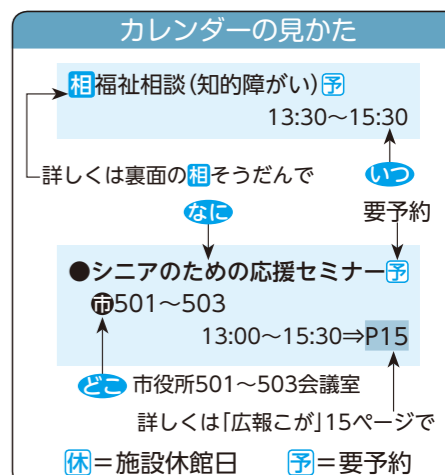 カレンダーの見かた
相福祉相談（知的障がい）予
13:30～15:30
詳しくは裏面の相そうだんで
いつ
なに
要予約
●シニアのための応援セミナー予
市501～503
13:00～15:30⇒P15
どこ 市役所501～503会議室
詳しくは「広報こが」15ページで
休＝施設休館日 予＝要予約